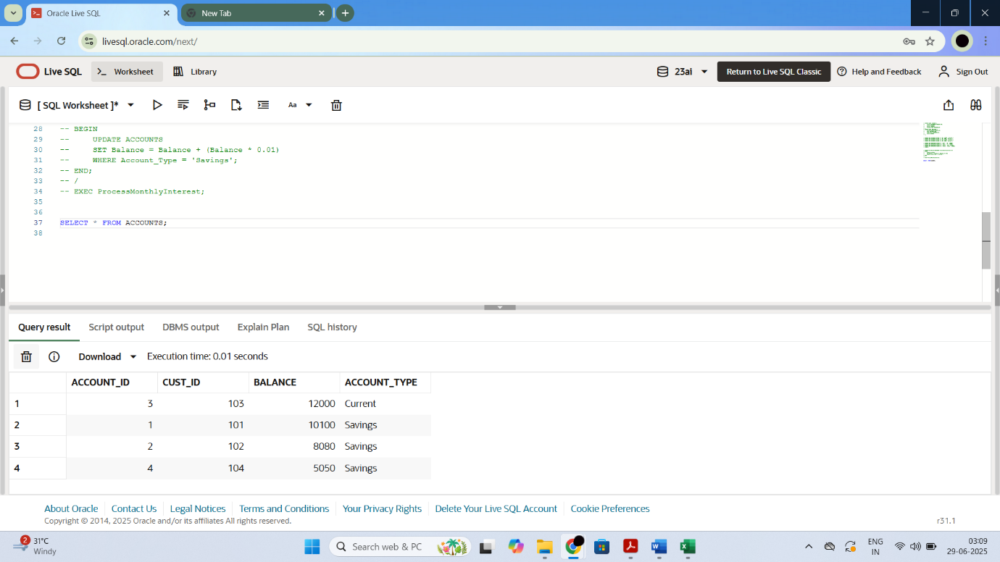 Oracle Live SQL
New Tab
livesql.oracle.com/next/
Live SQL
Worksheet
Library
23ai
Return to Live SQL Classic
Help and Feedback
Sign Out
[ SQL Worksheet ]*
Aa
28 -- BEGIN
29 --     UPDATE ACCOUNTS
30 --     SET Balance = Balance + (Balance * 0.01)
31 --     WHERE Account_Type = 'Savings';
32 -- END;
33 -- /
34 -- EXEC ProcessMonthlyInterest;
35
36
37 SELECT * FROM ACCOUNTS;
38
Query result
Script output
DBMS output
Explain Plan
SQL history
Download
Execution time: 0.01 seconds
ACCOUNT_ID CUST_ID BALANCE ACCOUNT_TYPE
1 3 103 12000 Current
2 1 101 10100 Savings
3 2 102 8080 Savings
4 4 104 5050 Savings
About Oracle
Contact Us
Legal Notices
Terms and Conditions
Your Privacy Rights
Delete Your Live SQL Account
Cookie Preferences
Copyright © 2014, 2025 Oracle and/or its affiliates All rights reserved.
r31.1
2
31°C
Windy
Search web & PC
ENG
IN
03:09
29-06-2025